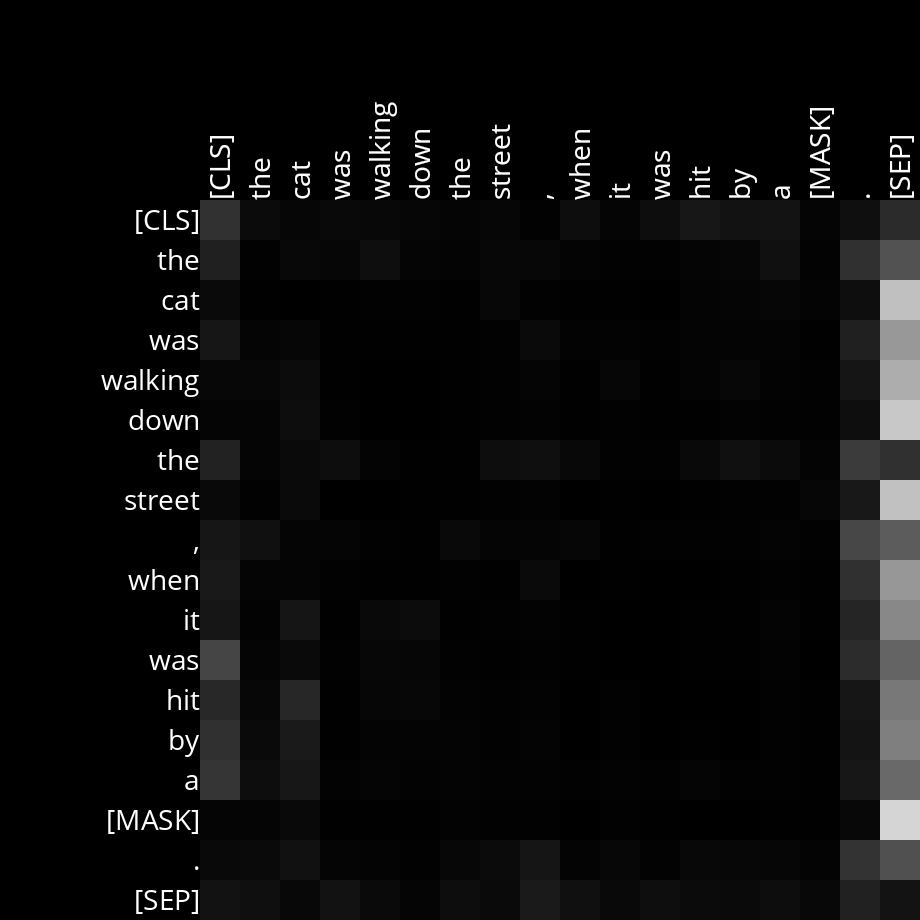 [CLS] the cat was walking down the street , when it was hit by a [MASK] . [SEP]
[CLS]
the
cat
was
walking
down
the
street
,
when
it
was
hit
by
a
[MASK]
.
[SEP]